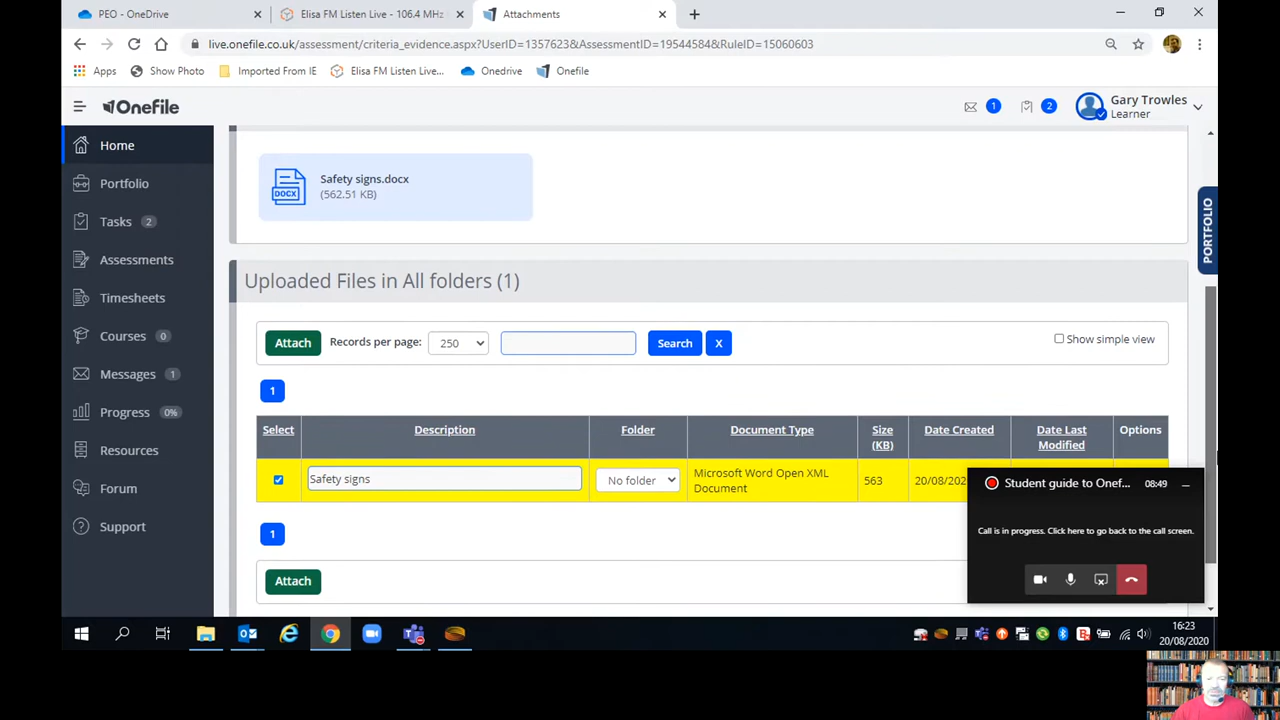 PEO - OneDrive
Elisa FM Listen Live - 106.4 MHz
Attachments
live.onefile.co.uk/assessment/criteria_evidence.aspx?UserID=1357623&AssessmentID=19544584&RuleID=15060603
Apps
Show Photo
Imported From IE
Elisa FM Listen Live...
Onedrive
Onefile
Onefile
1
2
Gary Trowles
Learner
Home
Portfolio
Tasks 2
Assessments
Timesheets
Courses 0
Messages 1
Progress 0%
Resources
Forum
Support
DOCX
Safety signs.docx
(562.51 KB)
PORTFOLIO
Uploaded Files in All folders (1)
Attach
Records per page:
250
Search
X
Show simple view
1
Select
Description
Folder
Document Type
Size
(KB)
Date Created
Date Last
Modified
Options
Safety signs
No folder
Microsoft Word Open XML
Document
563
20/08/202
1
Attach
Student guide to Onef...
08:49
Call is in progress. Click here to go back to the call screen.
16:23
20/08/2020